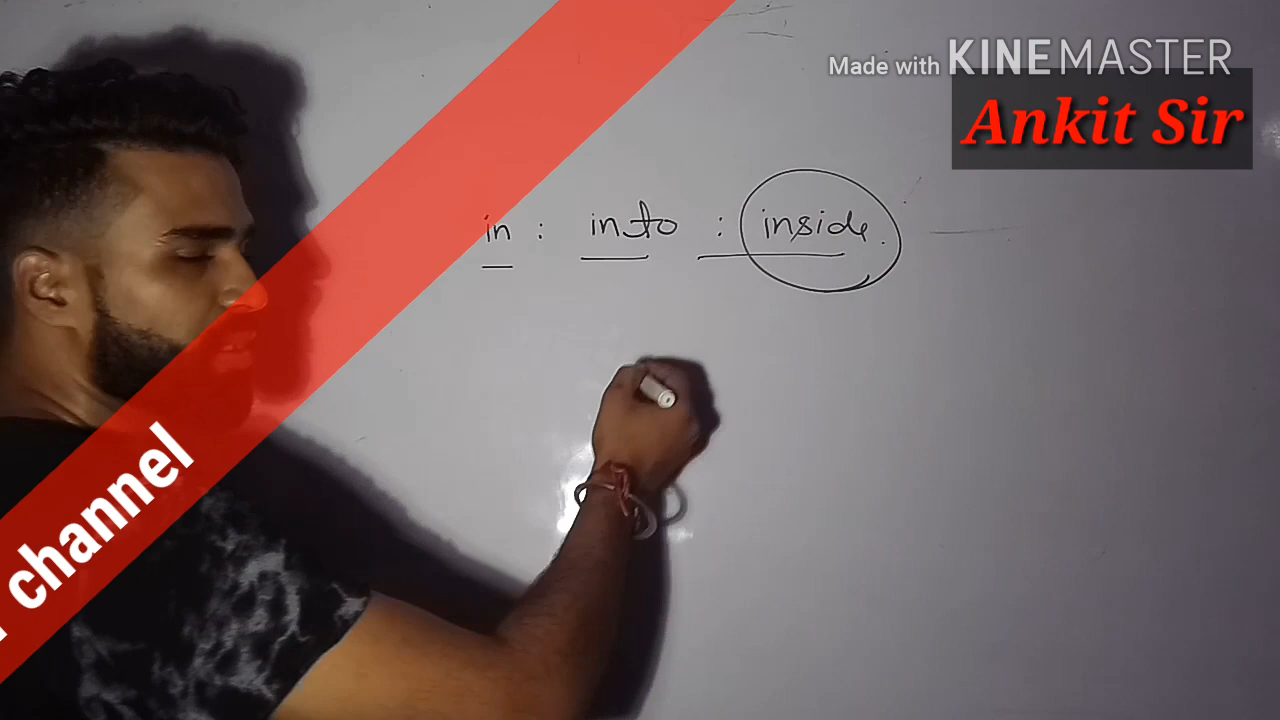 Made with KINEMASTER
Ankit Sir
in : into : inside.
channel